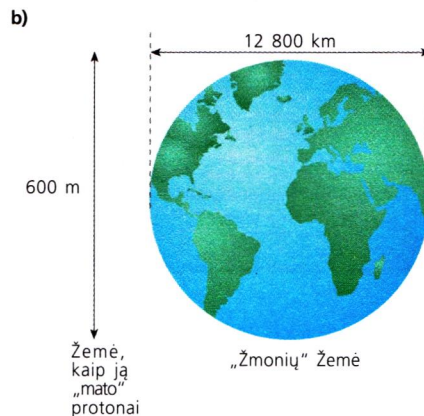 b)
12 800 km
600 m
Žemė,
kaip ją
„mato“
protonai
„Žmonių“ Žemė